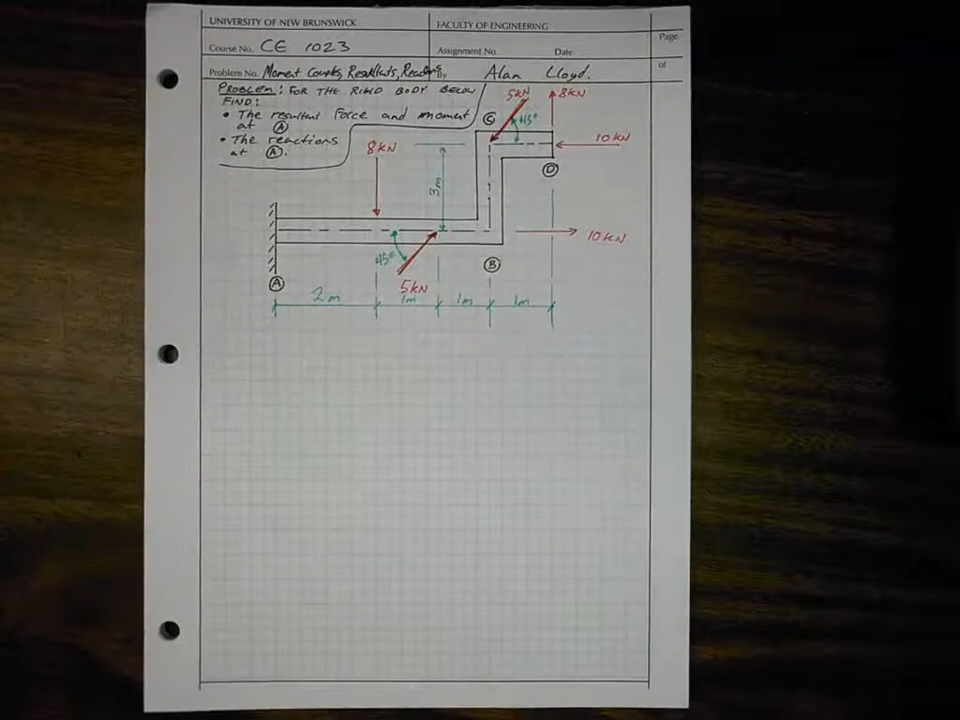 UNIVERSITY OF NEW BRUNSWICK
FACULTY OF ENGINEERING
Page
Course No. CE 1023
Assignment No.
Date
of
Problem No. Moment Couples, Resultants, Reactions
By Alan Lloyd.
PROBLEM: FOR THE RIGID BODY BELOW
FIND:
• The resultant Force and moment
at A
• The reactions
at A.
5kN
8kN
C
45°
10kN
8kN
D
3m
10kN
45°
B
A
5kN
2m
1m
1m
1m